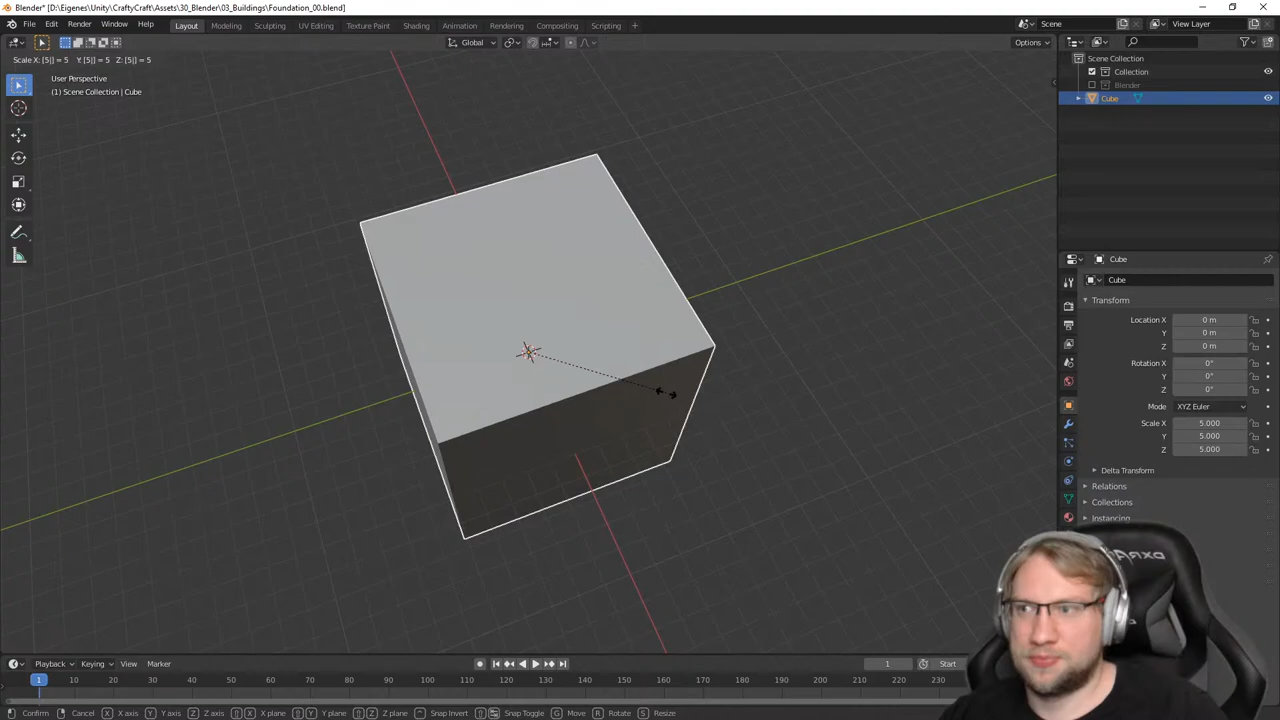 Blender* [D:\Eigenes\Unity\CraftyCraft\Assets\30_Blender\03_Buildings\Foundation_00.blend]
File Edit Render Window Help Layout Modeling Sculpting UV Editing Texture Paint Shading Animation Rendering Compositing Scripting + Scene View Layer
Global Options
Scale X: [5|] = 5 Y: [5|] = 5 Z: [5|] = 5
User Perspective
(1) Scene Collection | Cube
Scene Collection
Collection
Blender
Cube
Cube
Cube
Transform
Location X 0 m
Y 0 m
Z 0 m
Rotation X 0°
Y 0°
Z 0°
Mode XYZ Euler
Scale X 5.000
Y 5.000
Z 5.000
Delta Transform
Relations
Collections
Instancing
DXRA
Playback Keying View Marker 1 Start
1 10 20 30 40 50 60 70 80 90 100 110 120 130 140 150 160 170 180 190 200 210 220 230
Confirm Cancel X X axis Y Y axis Z Z axis X X plane Y Y plane Z Z plane Snap Invert Snap Toggle G Move R Rotate S Resize